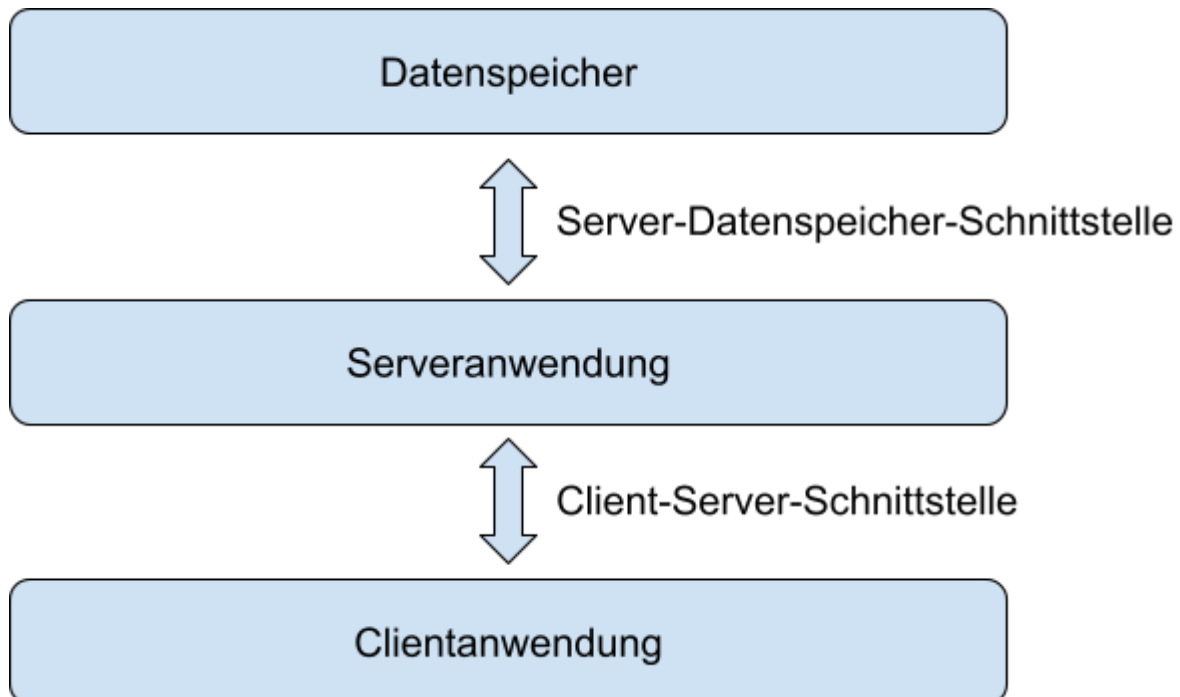 Datenspeicher
Server-Datenspeicher-Schnittstelle
Serveranwendung
Client-Server-Schnittstelle
Clientanwendung